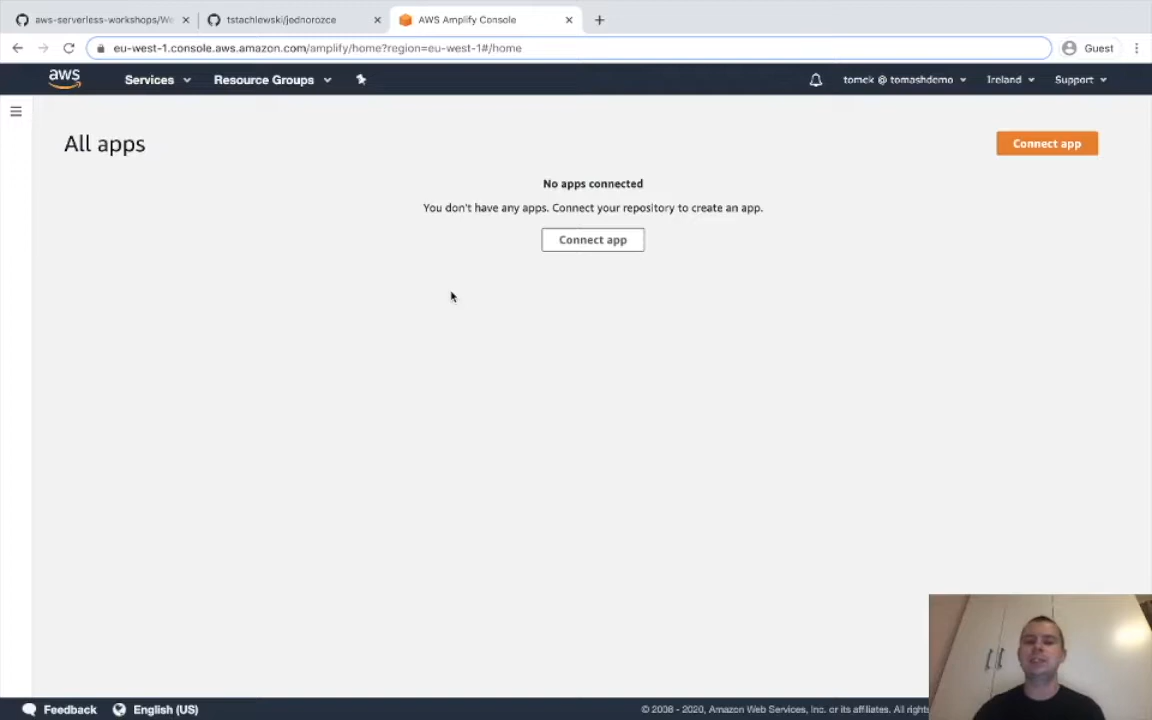 aws-serverless-workshops/We
tstachlewski/jednorozce
AWS Amplify Console
eu-west-1.console.aws.amazon.com/amplify/home?region=eu-west-1#/home
Guest
aws
Services
Resource Groups
tomek @ tomashdemo
Ireland
Support
All apps
Connect app
No apps connected
You don't have any apps. Connect your repository to create an app.
Connect app
Feedback
English (US)
© 2008 - 2020, Amazon Web Services, Inc. or its affiliates. All rights